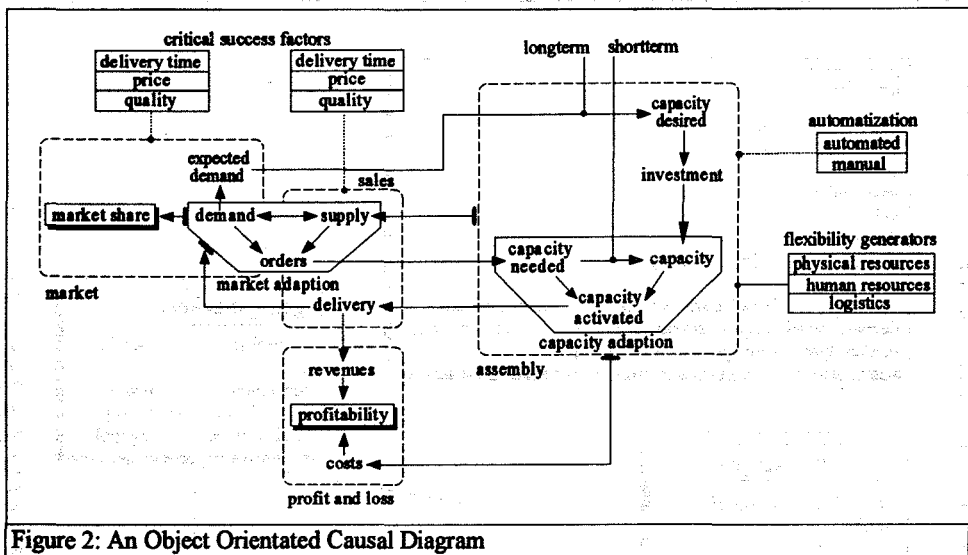 critical success factors
delivery time
price
quality
delivery time
price
quality
longterm
shortterm
capacity
desired
investment
automatization
automated
manual
expected
demand
sales
market share
demand
supply
orders
market adaption
market
delivery
capacity
needed
capacity
capacity
activated
capacity adaption
assembly
flexibility generators
physical resources
human resources
logistics
revenues
profitability
costs
profit and loss
Figure 2: An Object Orientated Causal Diagram